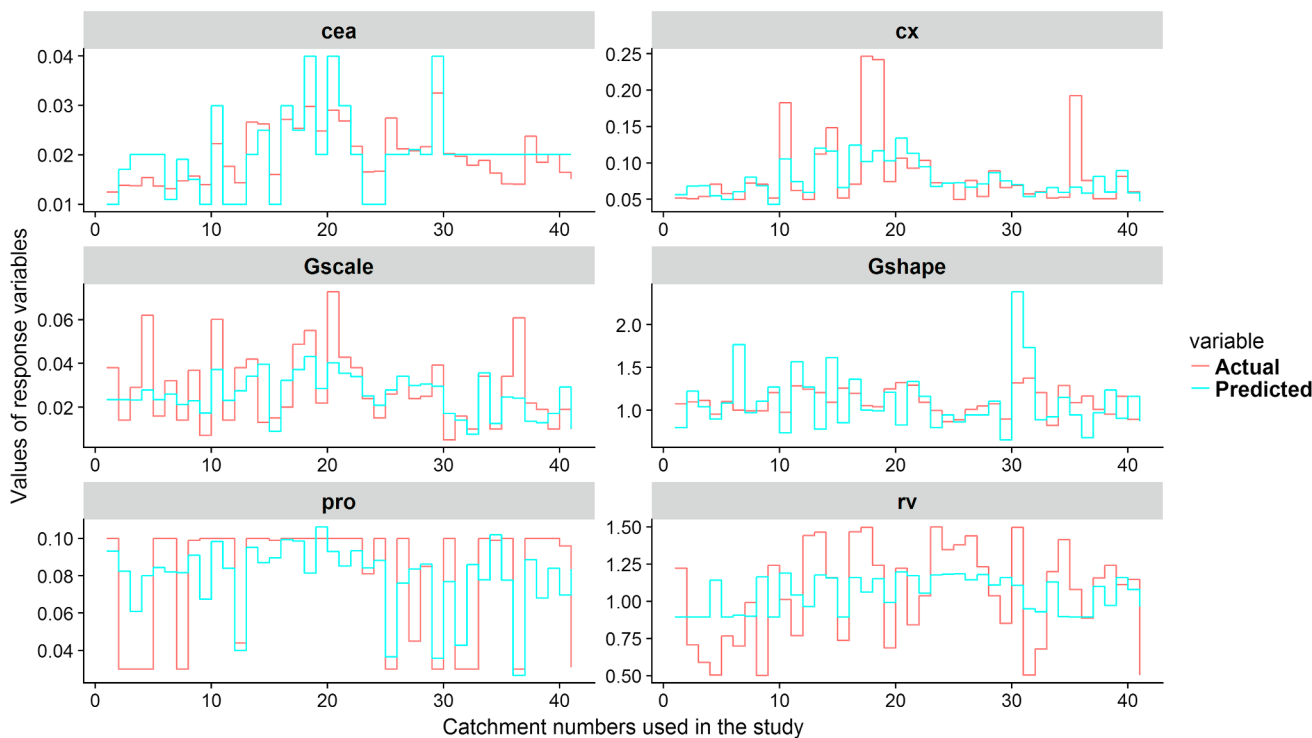 cea
cx
0.04
0.03
0.02
0.01
0.25
0.20
0.15
0.10
0.05
0 10 20 30 40
0 10 20 30 40
Gscale
Gshape
0.06
0.04
0.02
2.0
1.5
1.0
0 10 20 30 40
0 10 20 30 40
pro
rv
0.10
0.08
0.06
0.04
1.50
1.25
1.00
0.75
0.50
0 10 20 30 40
0 10 20 30 40
Values of response variables
Catchment numbers used in the study
variable
Actual
Predicted